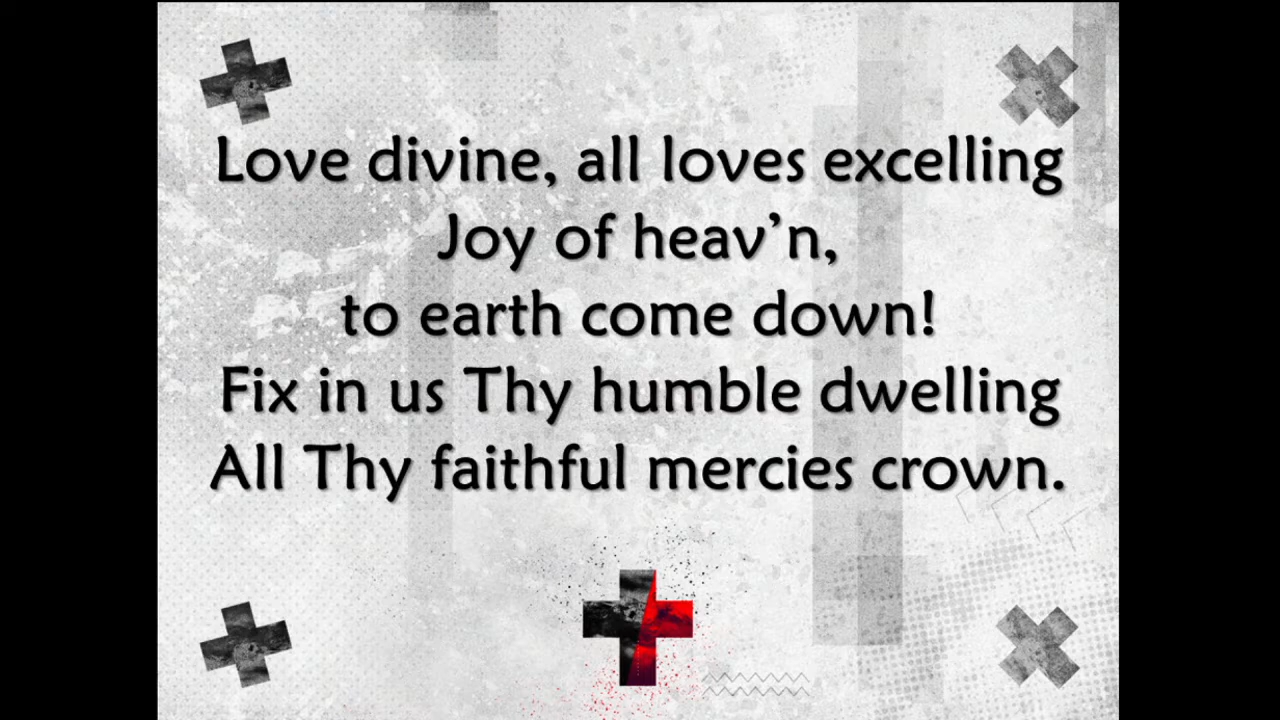 Love divine, all loves excelling
Joy of heav’n,
to earth come down!
Fix in us Thy humble dwelling
All Thy faithful mercies crown.